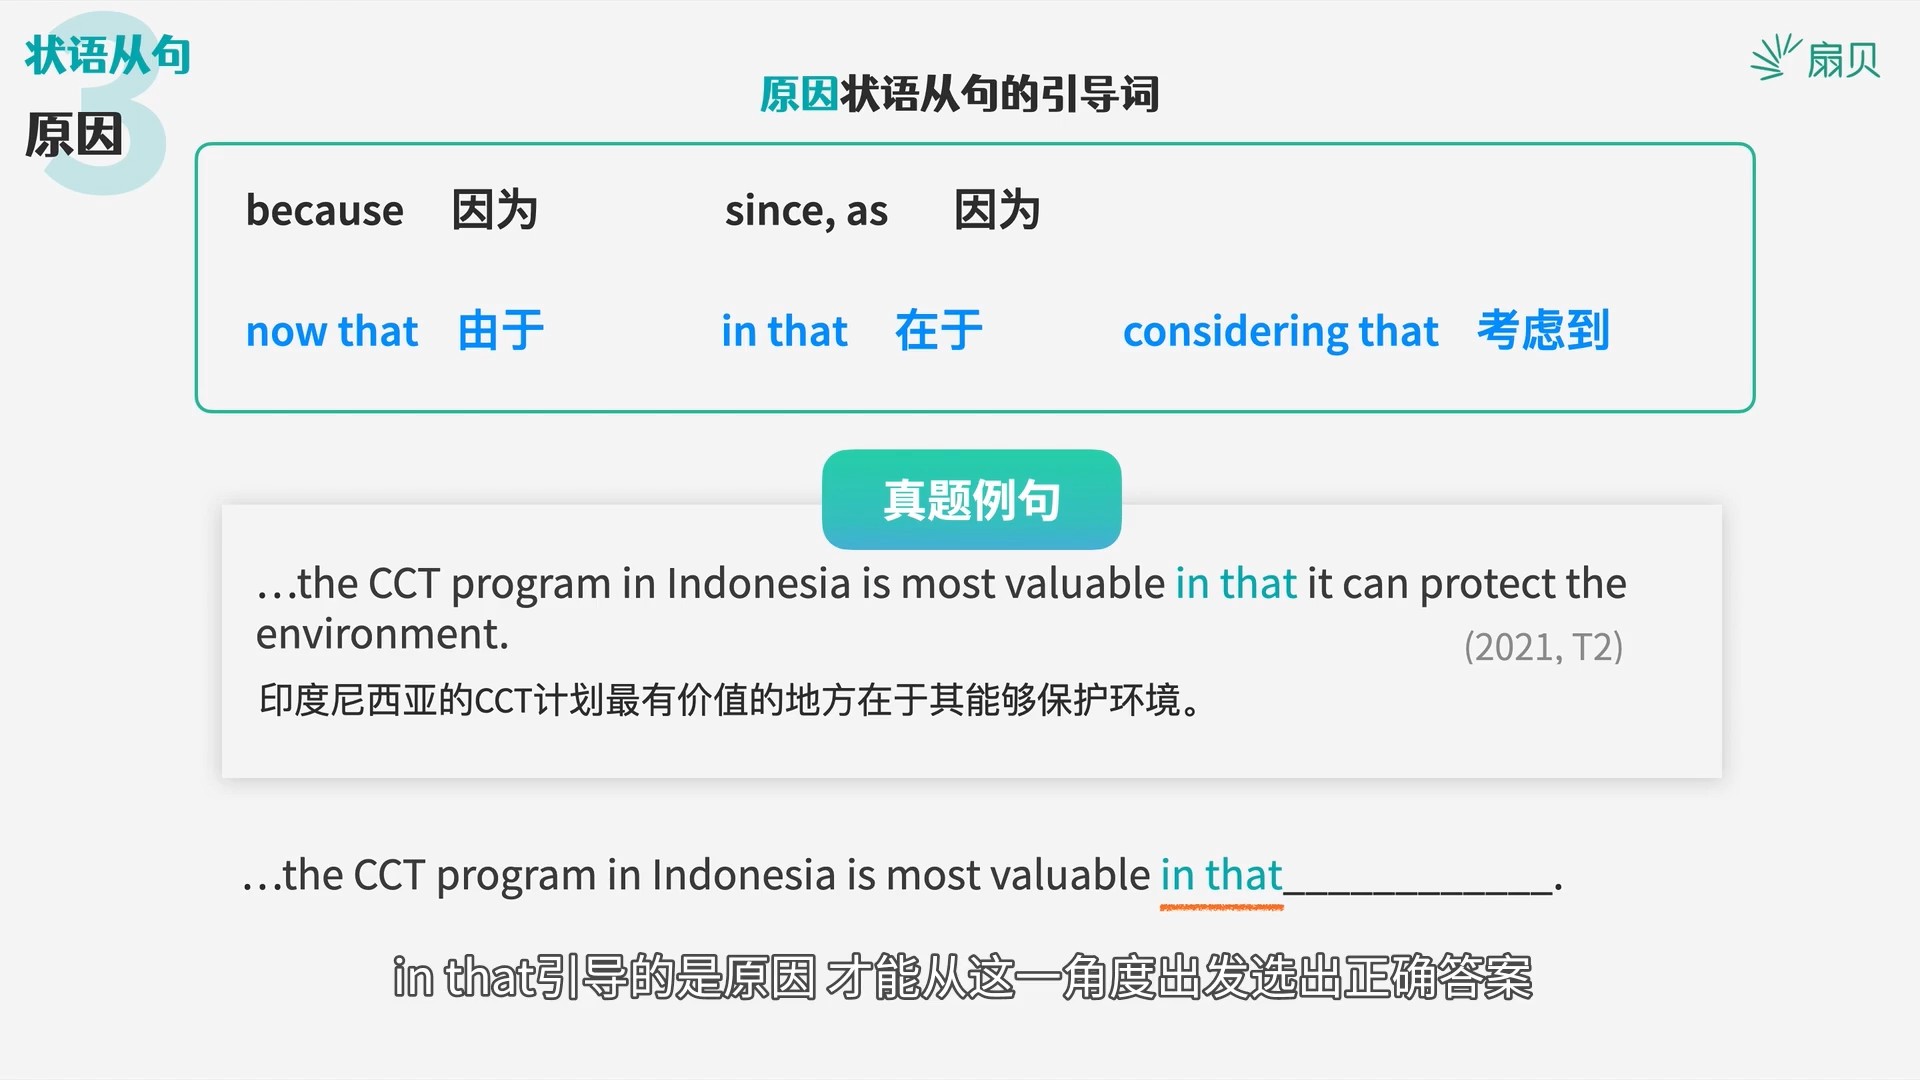 3
状语从句
原因
扇贝
原因状语从句的引导词
because 因为 since, as 因为
now that 由于 in that 在于 considering that 考虑到
真题例句
...the CCT program in Indonesia is most valuable in that it can protect the
environment.
(2021, T2)
印度尼西亚的CCT计划最有价值的地方在于其能够保护环境。
...the CCT program in Indonesia is most valuable in that____________.
in that引导的是原因 才能从这一角度出发选出正确答案